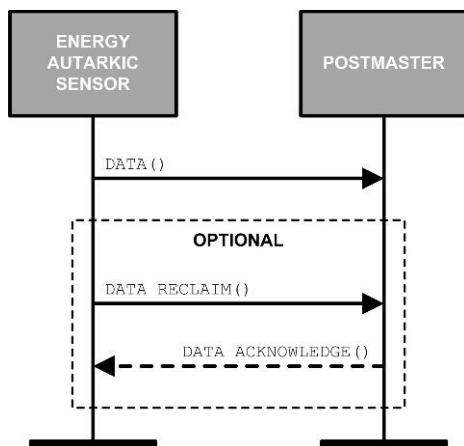 ENERGY
AUTARKIC
SENSOR
POSTMASTER
DATA()
OPTIONAL
DATA RECLAIM()
DATA ACKNOWLEDGE()